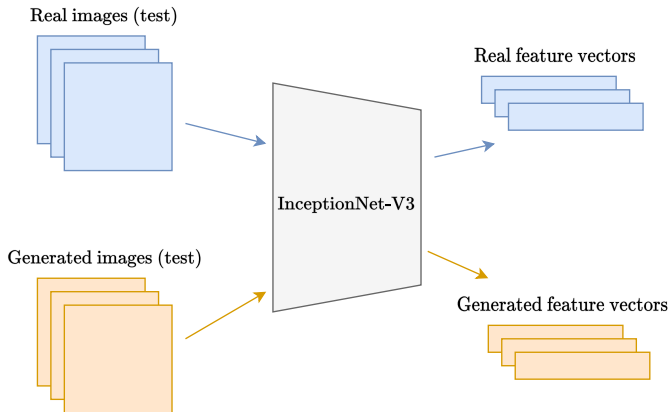 Real images (test)
Real feature vectors
InceptionNet-V3
Generated images (test)
Generated feature vectors